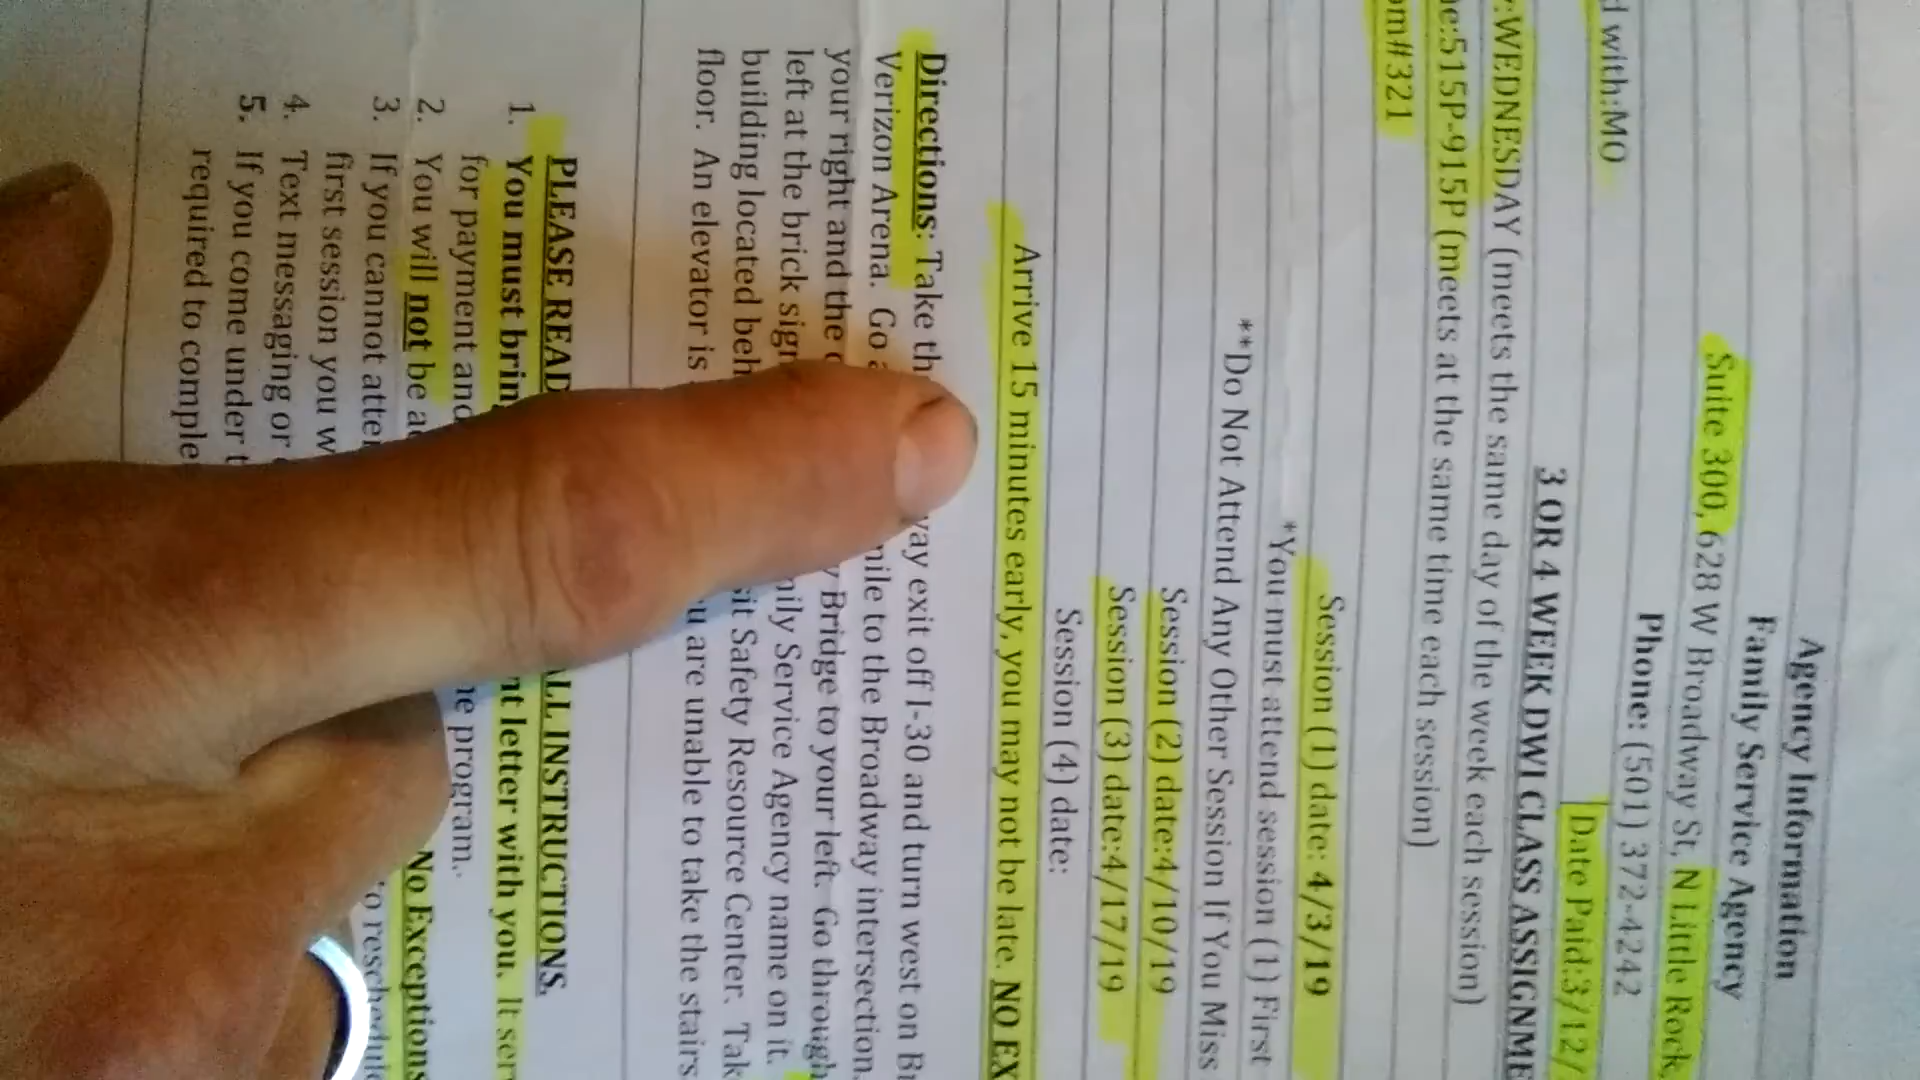 Agency Information
Family Service Agency
Suite 300, 628 W Broadway St, N Little Rock,
Phone: (501) 372-4242
with:MO
Date Paid:3/12/
3 OR 4 WEEK DWI CLASS ASSIGNME
:WEDNESDAY (meets the same day of the week each session)
:515P-915P (meets at the same time each session)
#321
Session (1) date: 4/3/19
*You must attend session (1) First
**Do Not Attend Any Other Session If You Miss
Session (2) date:4/10/19
Session (3) date:4/17/19
Session (4) date:
Arrive 15 minutes early, you may not be late. NO EX
Directions: Take th way exit off I-30 and turn west on Br
Verizon Arena. Go a mile to the Broadway intersection.
your right and the Bridge to your left. Go through
left at the brick sign ily Service Agency name on it.
building located beh it Safety Resource Center. Tak
floor. An elevator is u are unable to take the stairs
PLEASE READ ALL INSTRUCTIONS.
1. You must brin nt letter with you. It ser
for payment and he program.
2. You will not be ad No Exceptions
3. If you cannot atte o reschedule
first session you w
4. Text messaging or
5. If you come under t
required to comple